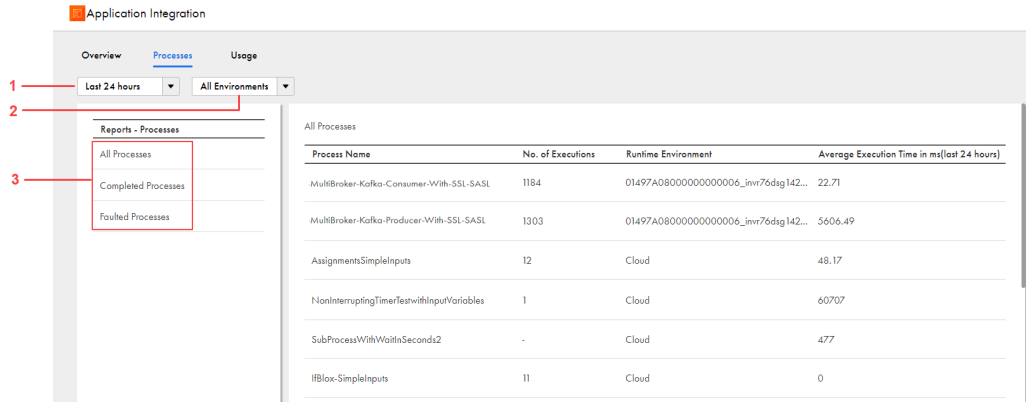 Application Integration
Overview Processes Usage
1 Last 24 hours All Environments
2
Reports - Processes
All Processes
Completed Processes
Faulted Processes
3
All Processes
Process Name No. of Executions Runtime Environment Average Execution Time in ms(last 24 hours)
MultiBroker-Kafka-Consumer-With-SSL-SASL 1184 01497A08000000000006_invr76dsg142... 22.71
MultiBroker-Kafka-Producer-With-SSL-SASL 1303 01497A08000000000006_invr76dsg142... 5606.49
AssignmentsSimpleInputs 12 Cloud 48.17
NonInterruptingTimerTestwithInputVariables 1 Cloud 60707
SubProcessWithWaitInSeconds2 - Cloud 477
IfBlox-SimpleInputs 11 Cloud 0